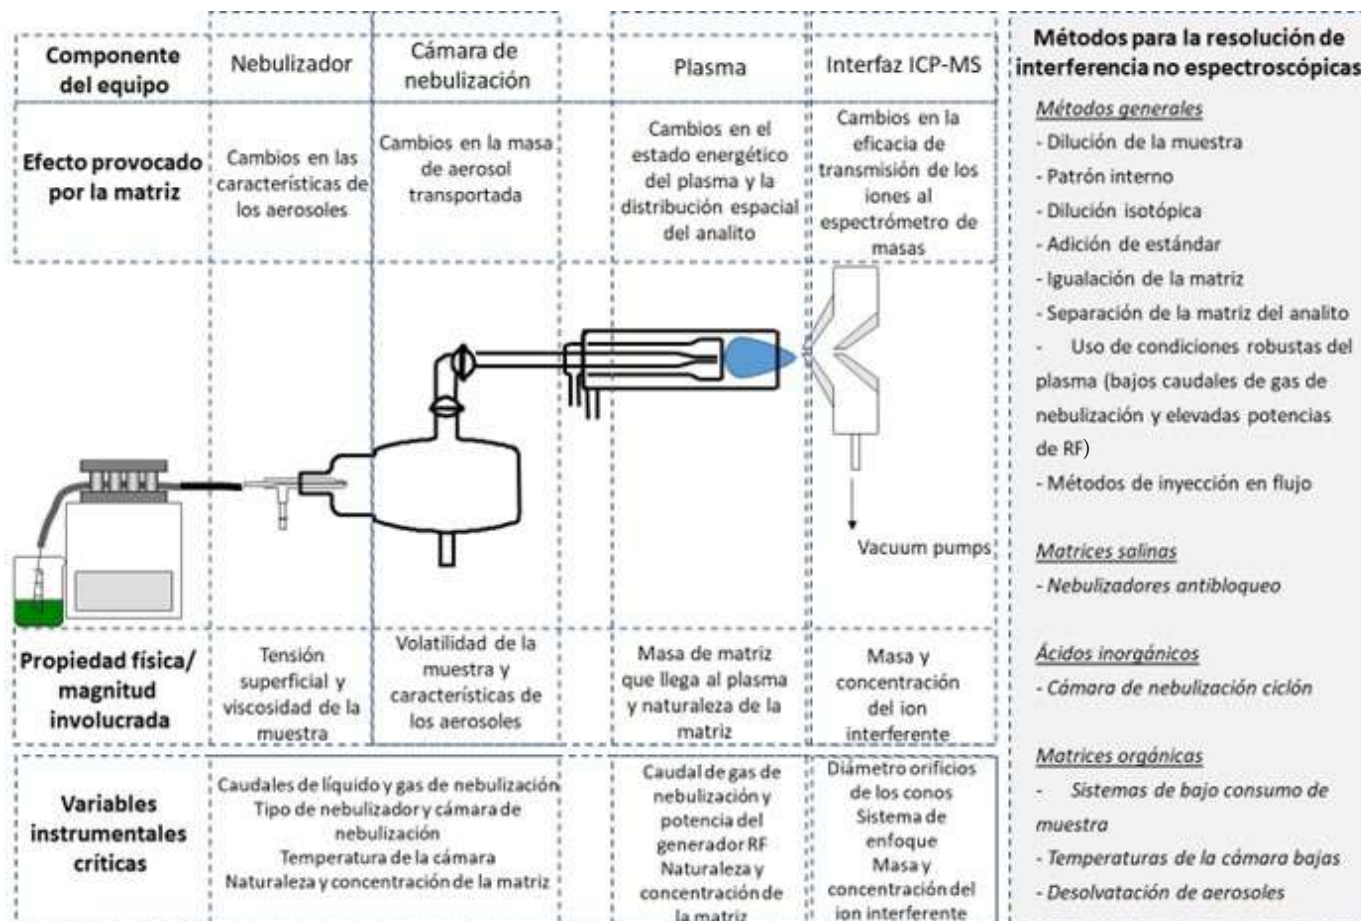 Componente
del equipo
Nebulizador
Cámara de
nebulización
Plasma
Interfaz ICP-MS
Efecto provocado
por la matriz
Cambios en las
características de
los aerosoles
Cambios en la masa
de aerosol
transportada
Cambios en el
estado energético
del plasma y la
distribución espacial
del analito
Cambios en la
eficacia de
transmisión de los
iones al
espectrómetro de
masas
Vacuum pumps
Propiedad física/
magnitud
involucrada
Tensión
superficial y
viscosidad de la
muestra
Volatilidad de la
muestra y
características de
los aerosoles
Masa de matriz
que llega al plasma
y naturaleza de la
matriz
Masa y
concentración
del ion
interferente
Variables
instrumentales
críticas
Caudales de líquido y gas de nebulización
Tipo de nebulizador y cámara de
nebulización
Temperatura de la cámara
Naturaleza y concentración de la matriz
Caudal de gas de
nebulización y
potencia del
generador RF
Naturaleza y
concentración de
la matriz
Diámetro orificios
de los conos
Sistema de
enfoque
Masa y
concentración del
ion interferente
Métodos para la resolución de
interferencia no espectroscópicas
Métodos generales
- Dilución de la muestra
- Patrón interno
- Dilución isotópica
- Adición de estándar
- Igualación de la matriz
- Separación de la matriz del analito
- Uso de condiciones robustas del
plasma (bajos caudales de gas de
nebulización y elevadas potencias
de RF)
- Métodos de inyección en flujo
Matrices salinas
- Nebulizadores antibloqueo
Ácidos inorgánicos
- Cámara de nebulización ciclón
Matrices orgánicas
- Sistemas de bajo consumo de
muestra
- Temperaturas de la cámara bajas
- Desolvatación de aerosoles